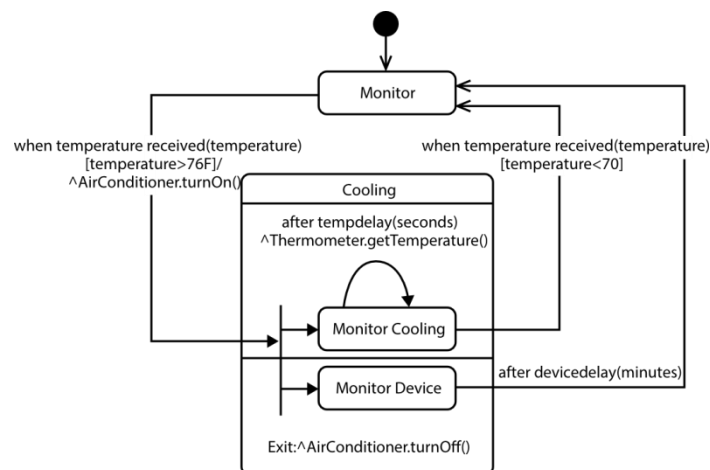 Monitor
when temperature received(temperature)
[temperature>76F]/
^AirConditioner.turnOn()
when temperature received(temperature)
[temperature<70]
Cooling
after tempdelay(seconds)
^Thermometer.getTemperature()
Monitor Cooling
after devicedelay(minutes)
Monitor Device
Exit:^AirConditioner.turnOff()